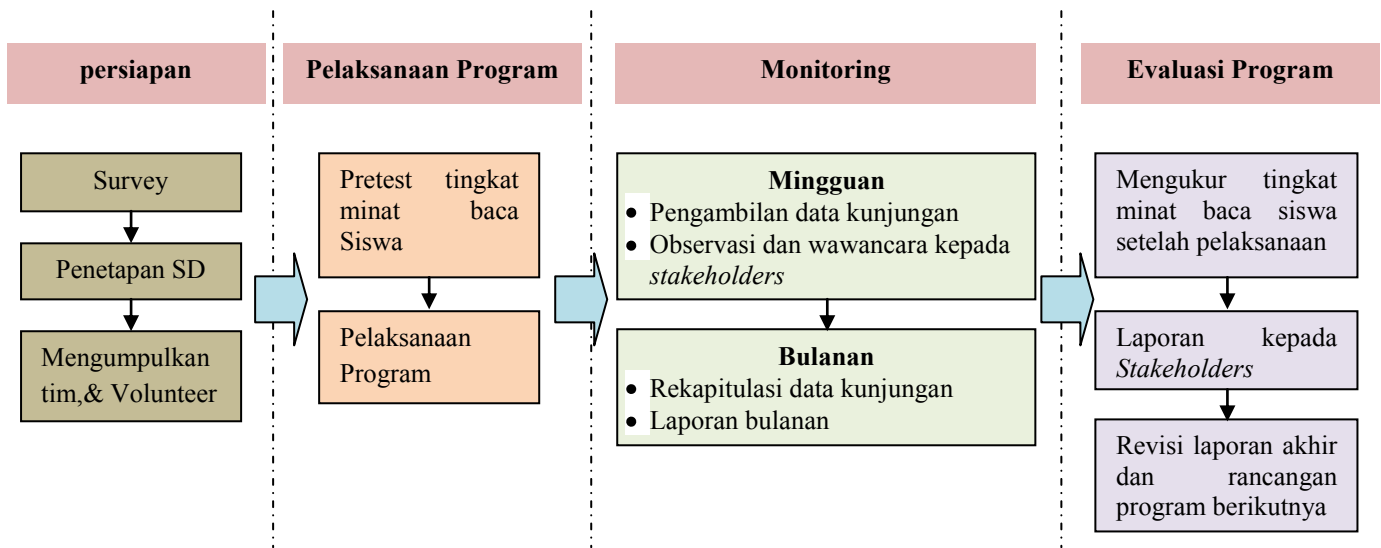 persiapan
Survey
Penetapan SD
Mengumpulkan
tim,& Volunteer
Pelaksanaan Program
Pretest tingkat
minat baca
Siswa
Pelaksanaan
Program
Monitoring
Mingguan
• Pengambilan data kunjungan
• Observasi dan wawancara kepada
stakeholders
Bulanan
• Rekapitulasi data kunjungan
• Laporan bulanan
Evaluasi Program
Mengukur tingkat
minat baca siswa
setelah pelaksanaan
Laporan kepada
Stakeholders
Revisi laporan akhir
dan rancangan
program berikutnya